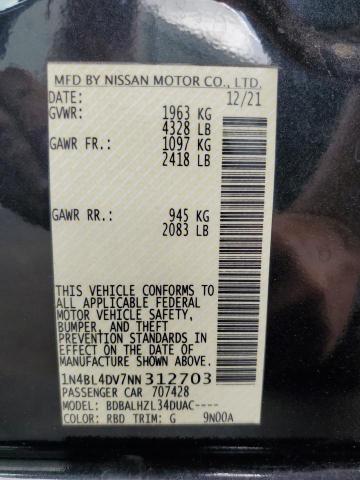 MFD BY NISSAN MOTOR CO., LTD.
DATE: 12/21
GVWR: 1963 KG
4328 LB
GAWR FR.: 1097 KG
2418 LB
GAWR RR.: 945 KG
2083 LB
THIS VEHICLE CONFORMS TO
ALL APPLICABLE FEDERAL
MOTOR VEHICLE SAFETY,
BUMPER, AND THEFT
PREVENTION STANDARDS IN
EFFECT ON THE DATE OF
MANUFACTURE SHOWN ABOVE.
1N4BL4DV7NN312703
PASSENGER CAR 707428
MODEL: BDBALHZL34DUAC----
COLOR: RBD TRIM: G 9N00A